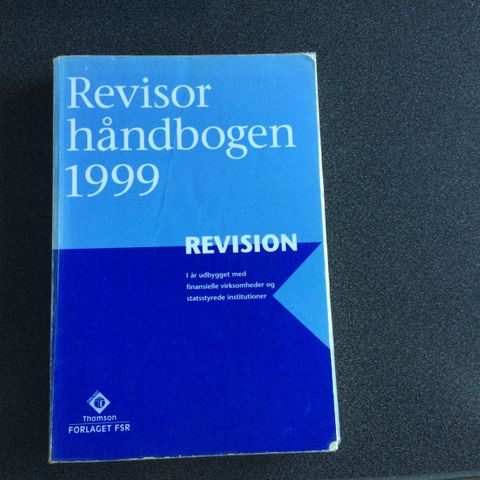 Revisor
håndbogen
1999
REVISION
I år udbygget med
finansielle virksomheder og
statsstyrede institutioner
Thomson
FORLAGET FSR